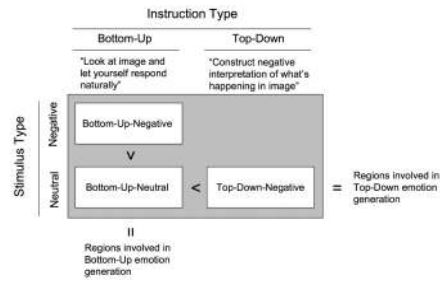 Instruction Type
Bottom-Up
Top-Down
"Look at image and
let yourself respond
naturally"
"Construct negative
interpretation of what's
happening in image"
Stimulus Type
Negative
Neutral
Bottom-Up-Negative
v
Bottom-Up-Neutral
<
Top-Down-Negative
=
Regions involved in
Top-Down emotion
generation
=
Regions involved in
Bottom-Up emotion
generation